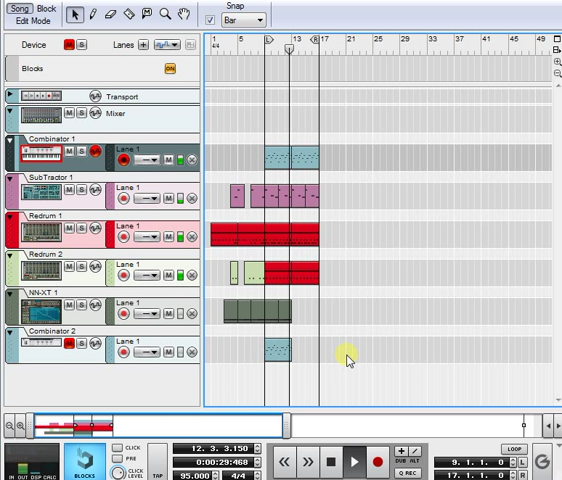 Song Block
Edit Mode
Snap
Bar
Device M S Lanes +
1 5 9 L 13 R 17 21 25 29 33 37 41 45 49
4/4
Blocks ON
Transport
Mixer
M S
Combinator 1
Lane 1
M S
SubTractor 1
Lane 1
M S
Redrum 1
Lane 1
M S
Redrum 2
Lane 1
M S
NN-XT 1
Lane 1
M S
Combinator 2
Lane 1
M S
IN OUT DSP CALC
BLOCKS
CLICK
PRE
CLICK LEVEL
TAP
12. 3. 3.150
0:00:29:468
95.000 4/4
DUB ALT
Q REC
LOOP
9. 1. 1. 0 L
17. 1. 1. 0 R